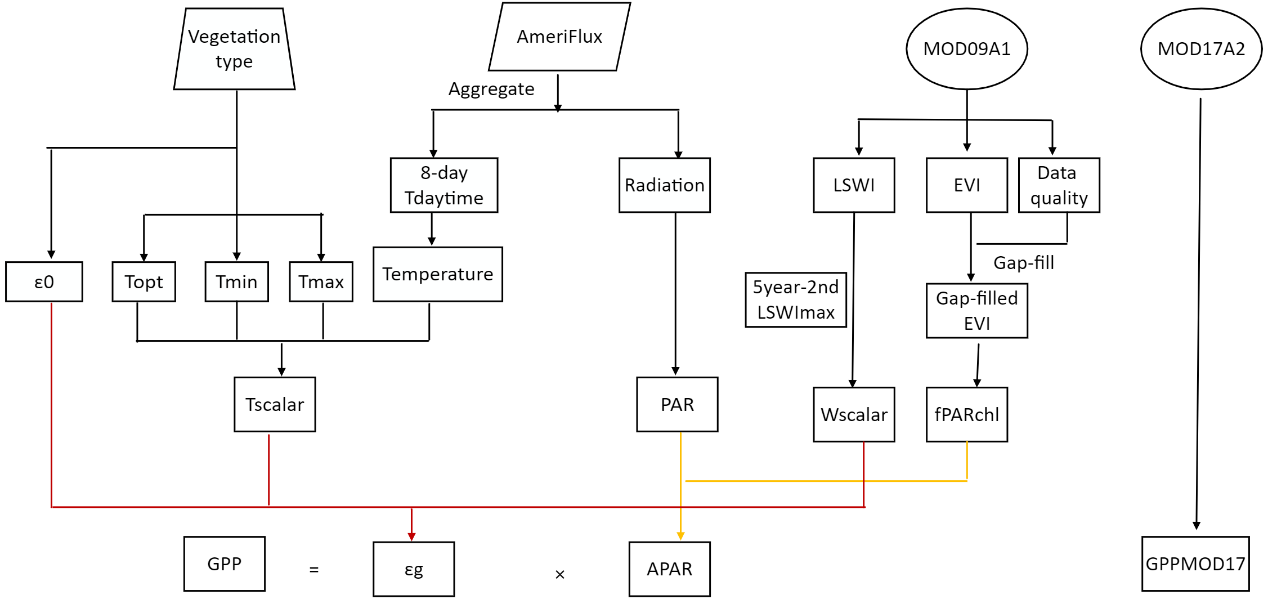 Vegetation
type
AmeriFlux
MOD09A1
MOD17A2
Aggregate
8-day
Tdaytime
Radiation
LSWI
EVI
Data
quality
Gap-fill
ε0
Topt
Tmin
Tmax
Temperature
5year-2nd
LSWImax
Gap-filled
EVI
Tscalar
PAR
Wscalar
fPARchl
GPP
=
εg
×
APAR
GPPMOD17